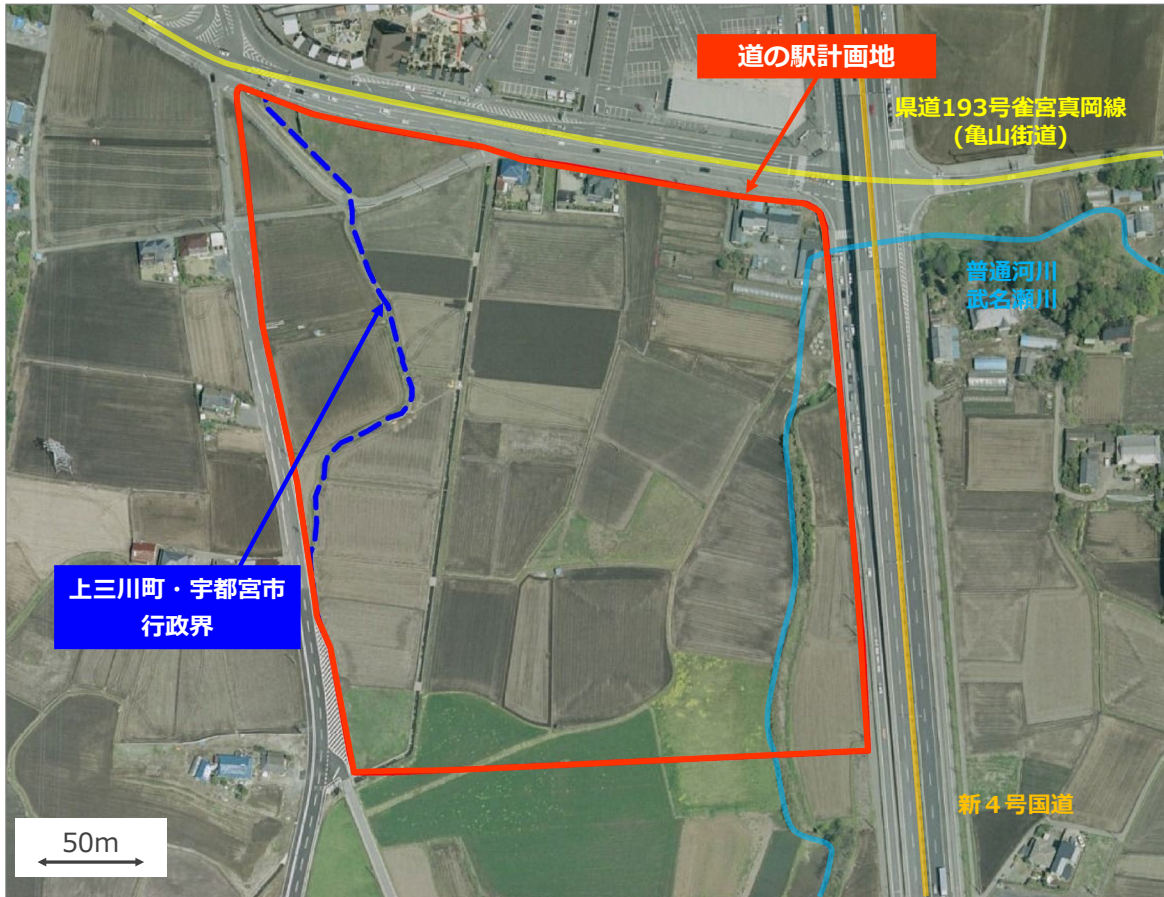 道の駅計画地
県道193号雀宮真岡線
(亀山街道)
普通河川
武名瀬川
上三川町・宇都宮市
行政界
新4号国道
50m